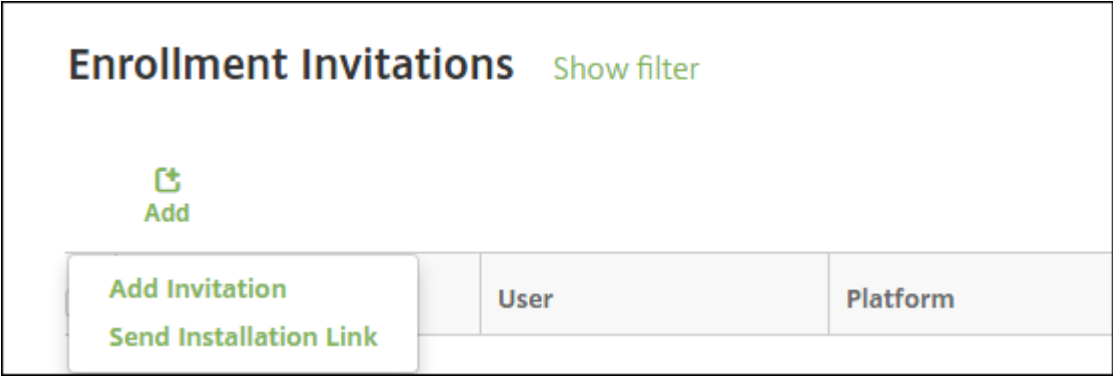 Enrollment Invitations Show filter
Add
Add Invitation
Send Installation Link
User Platform